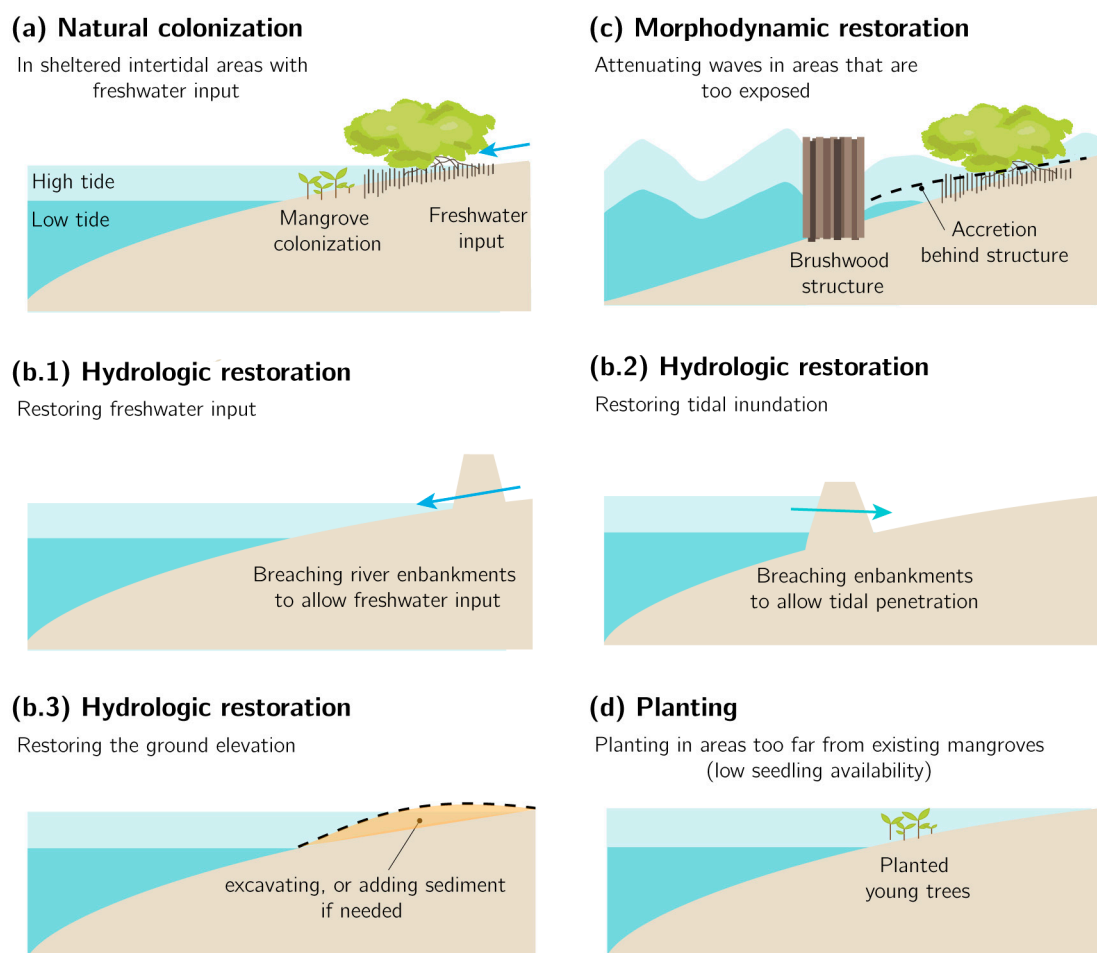 (a) Natural colonization
In sheltered intertidal areas with
freshwater input
High tide
Low tide
Mangrove
colonization
Freshwater
input
(c) Morphodynamic restoration
Attenuating waves in areas that are
too exposed
Brushwood
structure
Accretion
behind structure
(b.1) Hydrologic restoration
Restoring freshwater input
Breaching river enbankments
to allow freshwater input
(b.2) Hydrologic restoration
Restoring tidal inundation
Breaching enbankments
to allow tidal penetration
(b.3) Hydrologic restoration
Restoring the ground elevation
excavating, or adding sediment
if needed
(d) Planting
Planting in areas too far from existing mangroves
(low seedling availability)
Planted
young trees